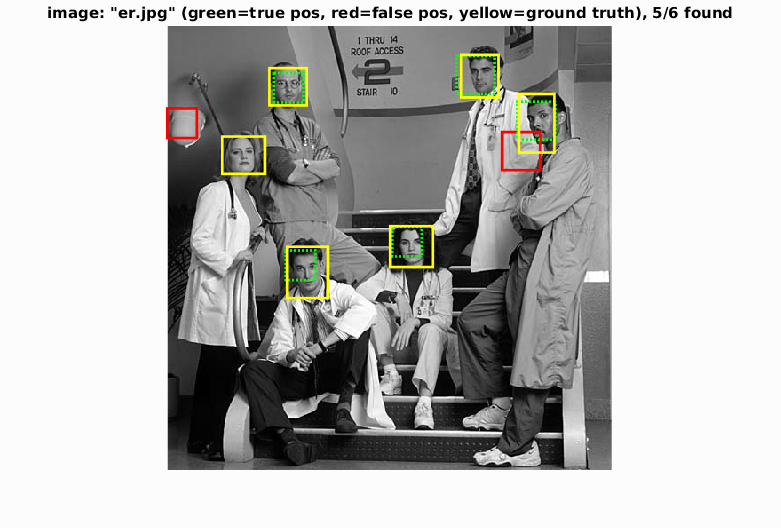 image: "er.jpg" (green=true pos, red=false pos, yellow=ground truth), 5/6 found
1 THRU 14
ROOF ACCESS
2
STAIR 10